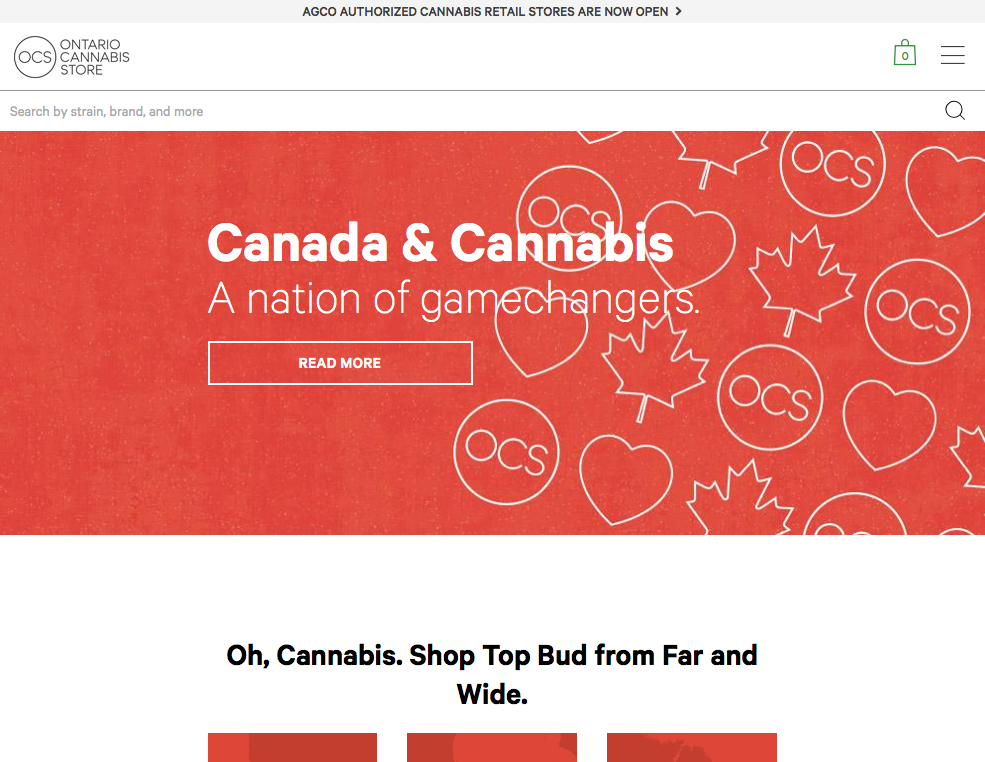 AGCO AUTHORIZED CANNABIS RETAIL STORES ARE NOW OPEN
OCS
ONTARIO
CANNABIS
STORE
0
Search by strain, brand, and more
OCS
OCS
Canada & Cannabis
A nation of gamechangers.
OCS
READ MORE
OCS
OCS
Oh, Cannabis. Shop Top Bud from Far and
Wide.